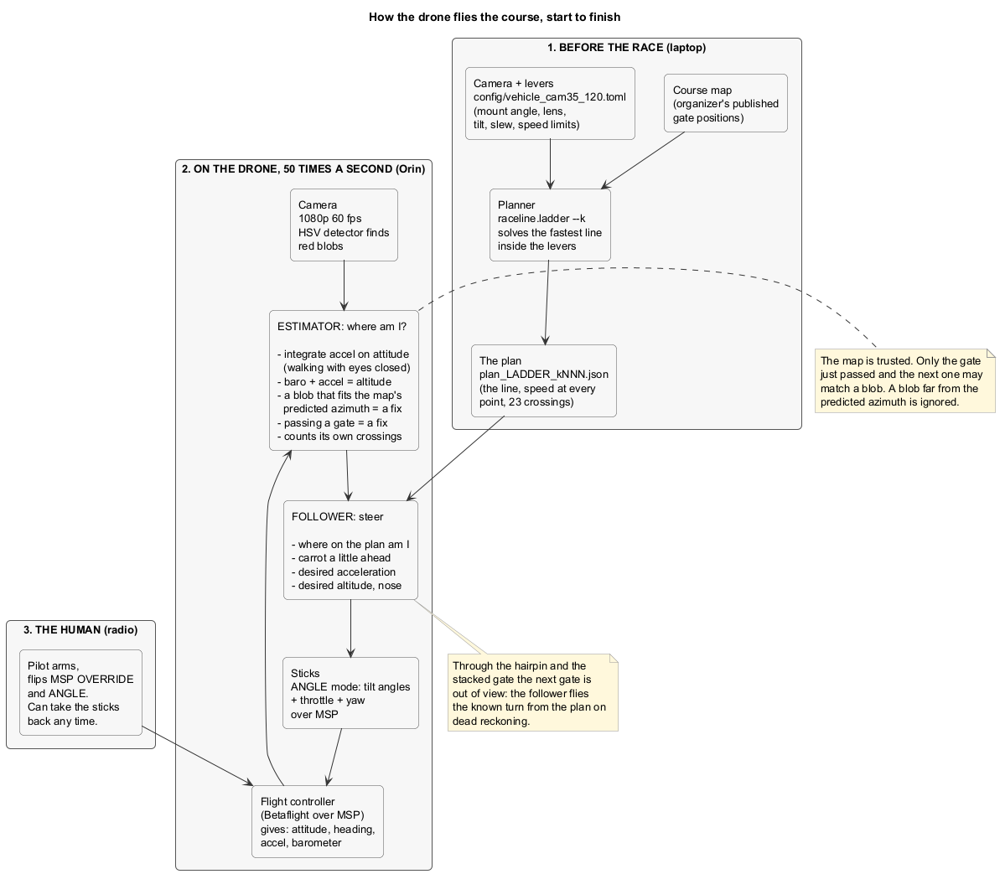 How the drone flies the course, start to finish
1. BEFORE THE RACE (laptop)
Camera + levers
config/vehicle_cam35_120.toml
(mount angle, lens,
tilt, slew, speed limits)
Course map
(organizer's published
gate positions)
Planner
raceline.ladder --k
solves the fastest line
inside the levers
The plan
plan_LADDER_kNNN.json
(the line, speed at every
point, 23 crossings)
2. ON THE DRONE, 50 TIMES A SECOND (Orin)
Camera
1080p 60 fps
HSV detector finds
red blobs
ESTIMATOR: where am I?
- integrate accel on attitude
(walking with eyes closed)
- baro + accel = altitude
- a blob that fits the map's
predicted azimuth = a fix
- passing a gate = a fix
- counts its own crossings
The map is trusted. Only the gate
just passed and the next one may
match a blob. A blob far from the
predicted azimuth is ignored.
FOLLOWER: steer
- where on the plan am I
- carrot a little ahead
- desired acceleration
- desired altitude, nose
Through the hairpin and the
stacked gate the next gate is
out of view: the follower flies
the known turn from the plan on
dead reckoning.
Sticks
ANGLE mode: tilt angles
+ throttle + yaw
over MSP
3. THE HUMAN (radio)
Pilot arms,
flips MSP OVERRIDE
and ANGLE.
Can take the sticks
back any time.
Flight controller
(Betaflight over MSP)
gives: attitude, heading,
accel, barometer